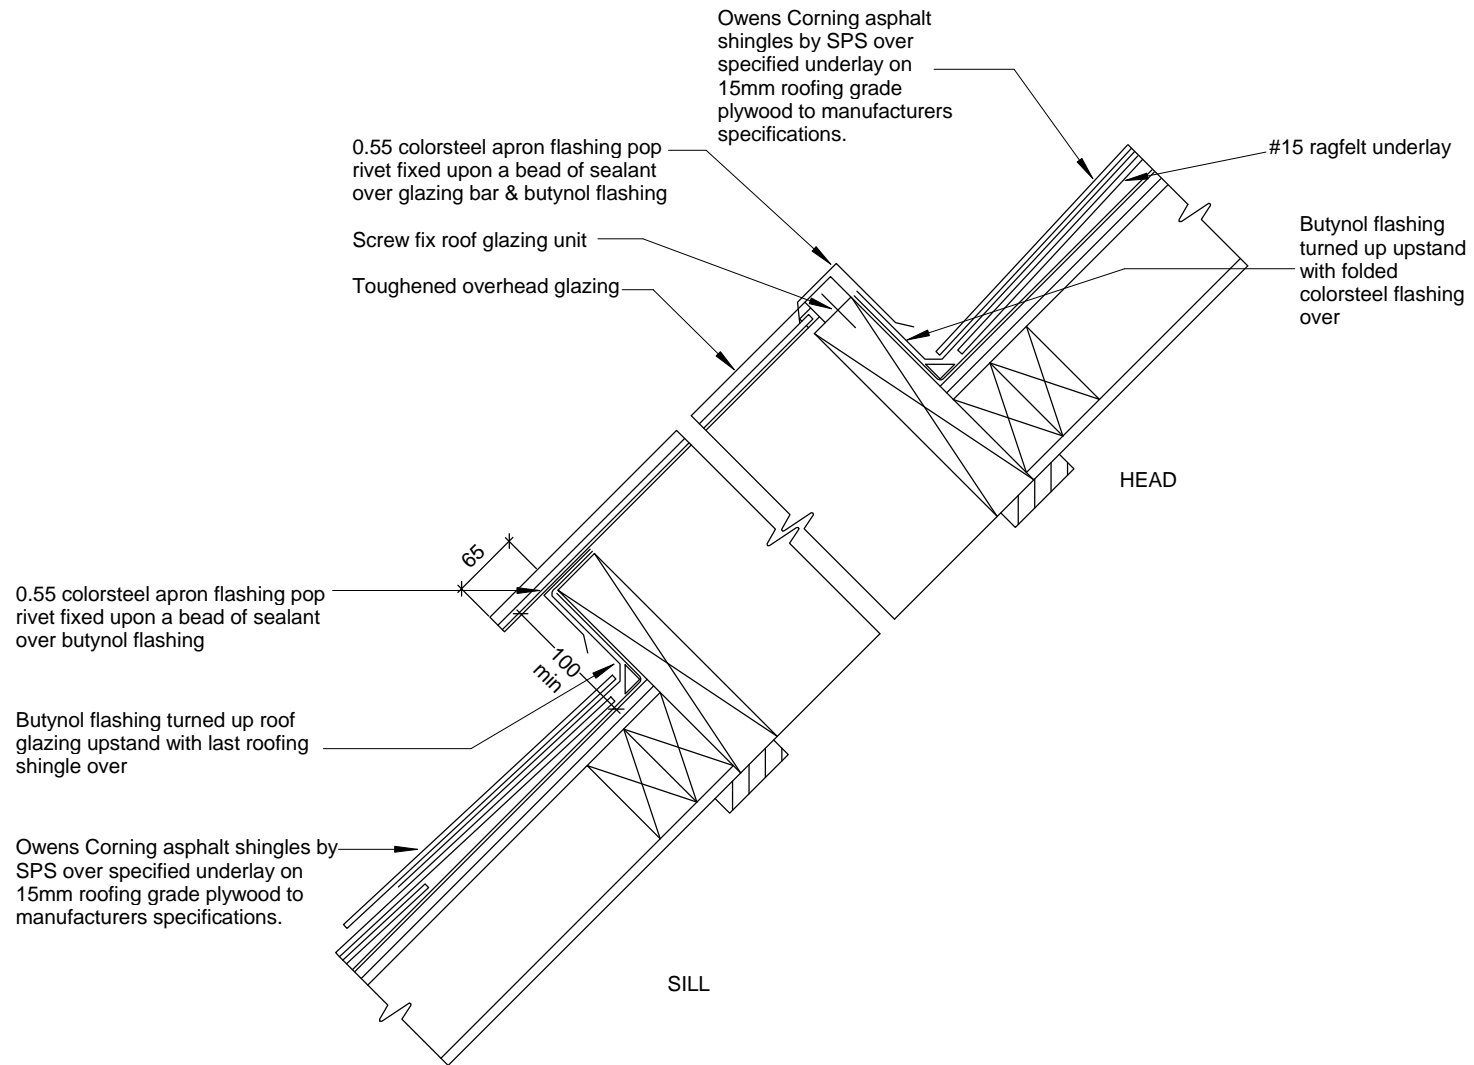 Owens Corning asphalt
shingles by SPS over
specified underlay on
15mm roofing grade
plywood to manufacturers
specifications.
0.55 colorsteel apron flashing pop
rivet fixed upon a bead of sealant
over glazing bar & butynol flashing
#15 ragfelt underlay
Screw fix roof glazing unit
Butynol flashing
turned up upstand
with folded
colorsteel flashing
over
Toughened overhead glazing
HEAD
65
0.55 colorsteel apron flashing pop
rivet fixed upon a bead of sealant
over butynol flashing
100
min
Butynol flashing turned up roof
glazing upstand with last roofing
shingle over
Owens Corning asphalt shingles by
SPS over specified underlay on
15mm roofing grade plywood to
manufacturers specifications.
SILL